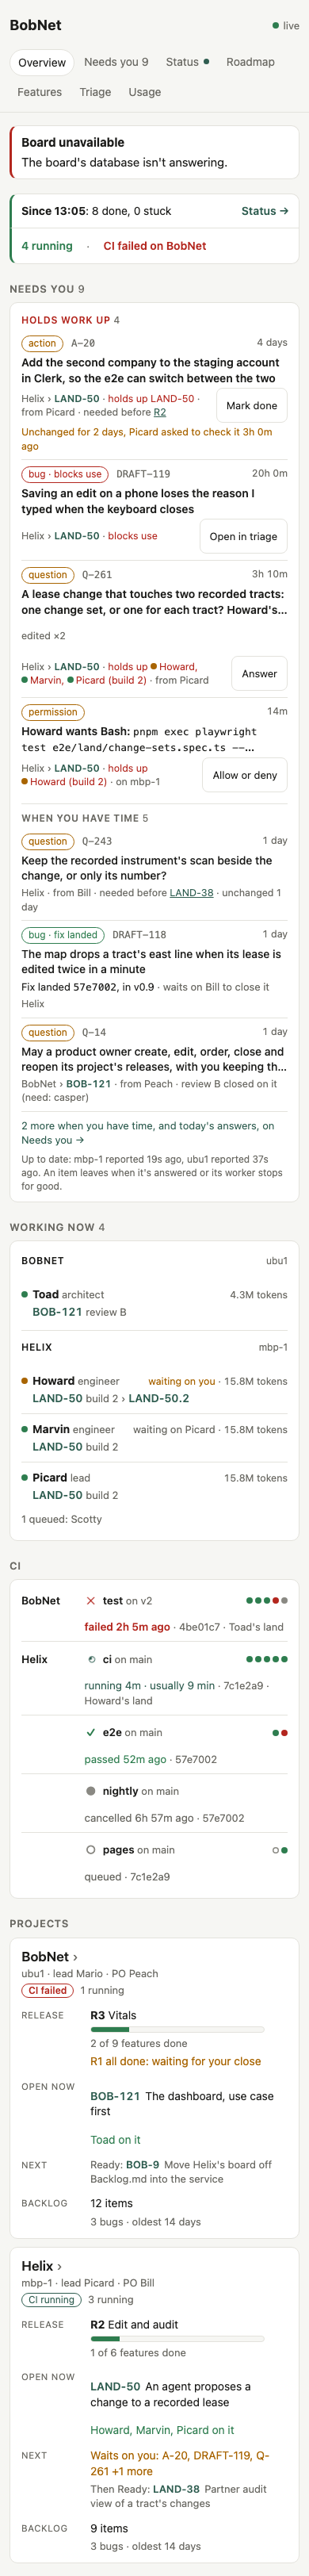 BobNet
live
Overview Needs you 9 Status Roadmap
Features Triage Usage
Board unavailable
The board's database isn't answering.
Since 13:05: 8 done, 0 stuck Status →
4 running · CI failed on BobNet
NEEDS YOU 9
HOLDS WORK UP 4
action A-20 4 days
Add the second company to the staging account
in Clerk, so the e2e can switch between the two
Helix › LAND-50 · holds up LAND-50 ·
from Picard · needed before R2
Mark done
Unchanged for 2 days, Picard asked to check it 3h 0m
ago
bug · blocks use DRAFT-119 20h 0m
Saving an edit on a phone loses the reason I
typed when the keyboard closes
Helix › LAND-50 · blocks use
Open in triage
question Q-261 3h 10m
A lease change that touches two recorded tracts:
one change set, or one for each tract? Howard's...
edited ×2
Helix › LAND-50 · holds up Howard,
Marvin, Picard (build 2) · from Picard
Answer
permission 14m
Howard wants Bash: pnpm exec playwright
test e2e/land/change-sets.spec.ts --...
Helix › LAND-50 · holds up
Howard (build 2) · on mbp-1
Allow or deny
WHEN YOU HAVE TIME 5
question Q-243 1 day
Keep the recorded instrument's scan beside the
change, or only its number?
Helix · from Bill · needed before LAND-38 · unchanged 1
day
bug · fix landed DRAFT-118 1 day
The map drops a tract's east line when its lease is
edited twice in a minute
Fix landed 57e7002, in v0.9 · waits on Bill to close it
Helix
question Q-14 1 day
May a product owner create, edit, order, close and
reopen its project's releases, with you keeping th...
BobNet › BOB-121 · from Peach · review B closed on it
(need: casper)
2 more when you have time, and today's answers, on
Needs you →
Up to date: mbp-1 reported 19s ago, ubu1 reported 37s
ago. An item leaves when it's answered or its worker stops
for good.
WORKING NOW 4
BOBNET ubu1
Toad architect 4.3M tokens
BOB-121 review B
HELIX mbp-1
Howard engineer waiting on you · 15.8M tokens
LAND-50 build 2 › LAND-50.2
Marvin engineer waiting on Picard · 15.8M tokens
LAND-50 build 2
Picard lead 15.8M tokens
LAND-50 build 2
1 queued: Scotty
CI
BobNet test on v2
failed 2h 5m ago · 4be01c7 · Toad's land
Helix ci on main
running 4m · usually 9 min · 7c1e2a9 ·
Howard's land
e2e on main
passed 52m ago · 57e7002
nightly on main
cancelled 6h 57m ago · 57e7002
pages on main
queued · 7c1e2a9
PROJECTS
BobNet ›
ubu1 · lead Mario · PO Peach
CI failed 1 running
RELEASE R3 Vitals
2 of 9 features done
R1 all done: waiting for your close
OPEN NOW
BOB-121 The dashboard, use case
first
Toad on it
NEXT Ready: BOB-9 Move Helix's board off
Backlog.md into the service
BACKLOG 12 items
3 bugs · oldest 14 days
Helix ›
mbp-1 · lead Picard · PO Bill
CI running 3 running
RELEASE R2 Edit and audit
1 of 6 features done
OPEN NOW
LAND-50 An agent proposes a
change to a recorded lease
Howard, Marvin, Picard on it
NEXT Waits on you: A-20, DRAFT-119, Q-
261 +1 more
Then Ready: LAND-38 Partner audit
view of a tract's changes
BACKLOG 9 items
3 bugs · oldest 14 days